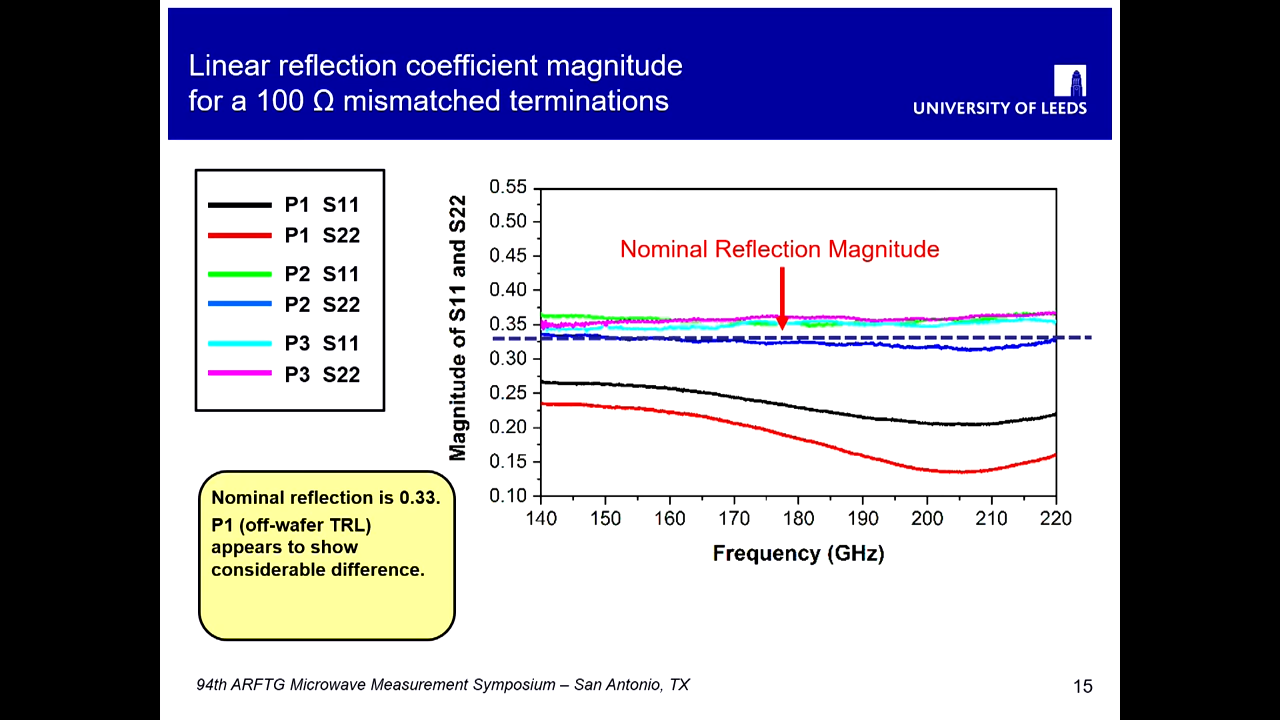 Linear reflection coefficient magnitude
for a 100 Ω mismatched terminations
UNIVERSITY OF LEEDS
P1 S11
P1 S22
P2 S11
P2 S22
P3 S11
P3 S22
Nominal reflection is 0.33.
P1 (off-wafer TRL)
appears to show
considerable difference.
Magnitude of S11 and S22
0.55
0.50
0.45
0.40
0.35
0.30
0.25
0.20
0.15
0.10
Nominal Reflection Magnitude
140 150 160 170 180 190 200 210 220
Frequency (GHz)
94th ARFTG Microwave Measurement Symposium – San Antonio, TX
15